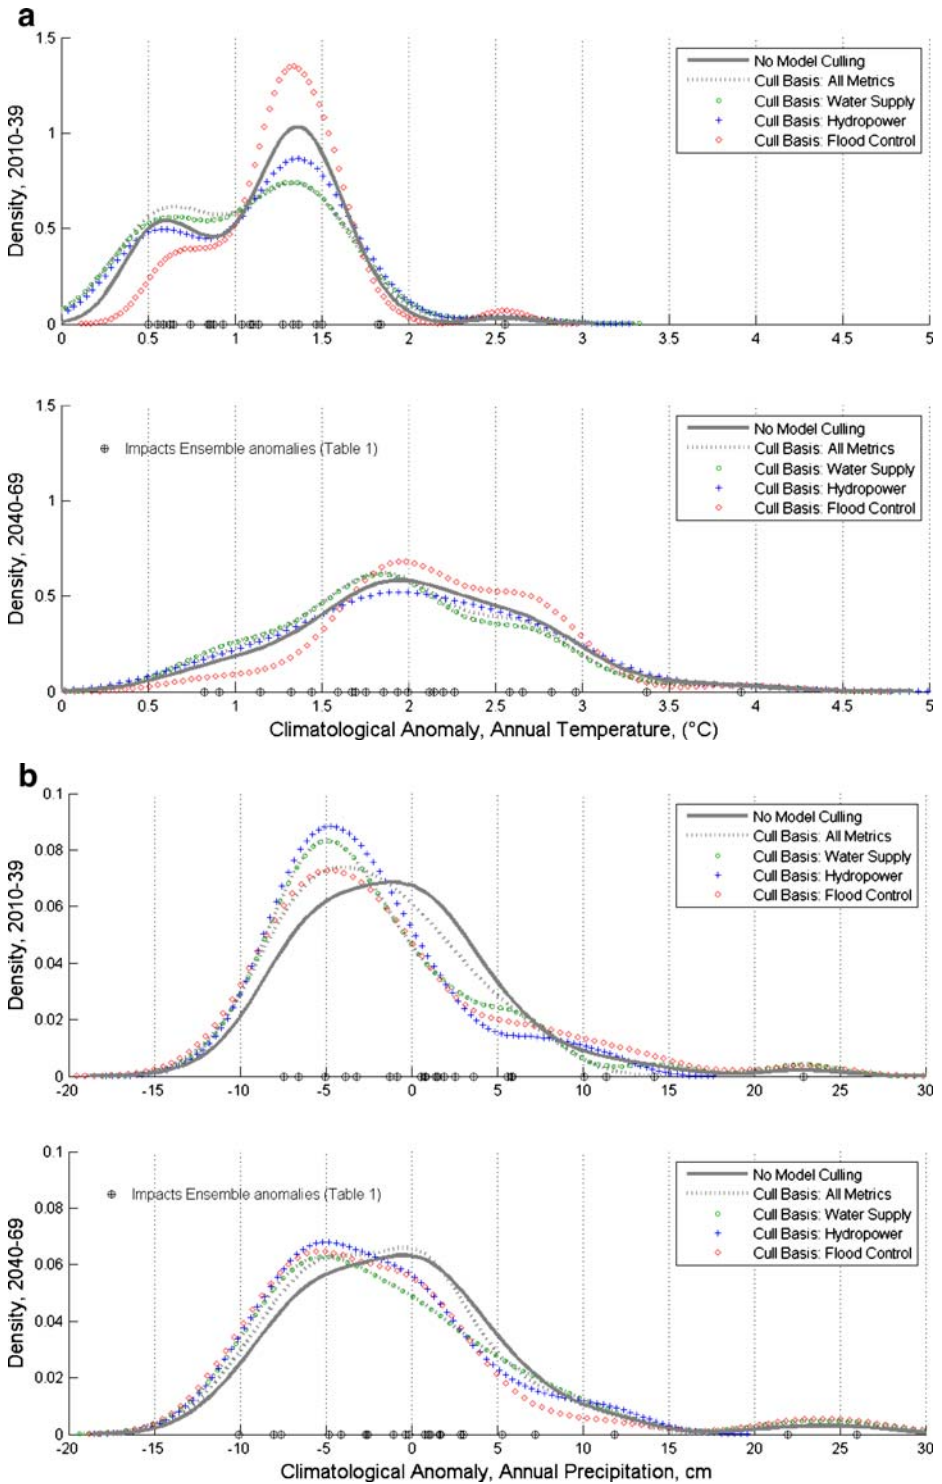 a
1.5
1
0.5
0
Density, 2010-39
No Model Culling
Cull Basis: All Metrics
Cull Basis: Water Supply
Cull Basis: Hydropower
Cull Basis: Flood Control
0 0.5 1 1.5 2 2.5 3 3.5 4 4.5 5
1.5
1
0.5
0
Density, 2040-69
Impacts Ensemble anomalies (Table 1)
No Model Culling
Cull Basis: All Metrics
Cull Basis: Water Supply
Cull Basis: Hydropower
Cull Basis: Flood Control
0 0.5 1 1.5 2 2.5 3 3.5 4 4.5 5
Climatological Anomaly, Annual Temperature, (°C)
b
0.1
0.08
0.06
0.04
0.02
0
Density, 2010-39
No Model Culling
Cull Basis: All Metrics
Cull Basis: Water Supply
Cull Basis: Hydropower
Cull Basis: Flood Control
-20 -15 -10 -5 0 5 10 15 20 25 30
0.1
0.08
0.06
0.04
0.02
0
Density, 2040-69
Impacts Ensemble anomalies (Table 1)
No Model Culling
Cull Basis: All Metrics
Cull Basis: Water Supply
Cull Basis: Hydropower
Cull Basis: Flood Control
-20 -15 -10 -5 0 5 10 15 20 25 30
Climatological Anomaly, Annual Precipitation, cm